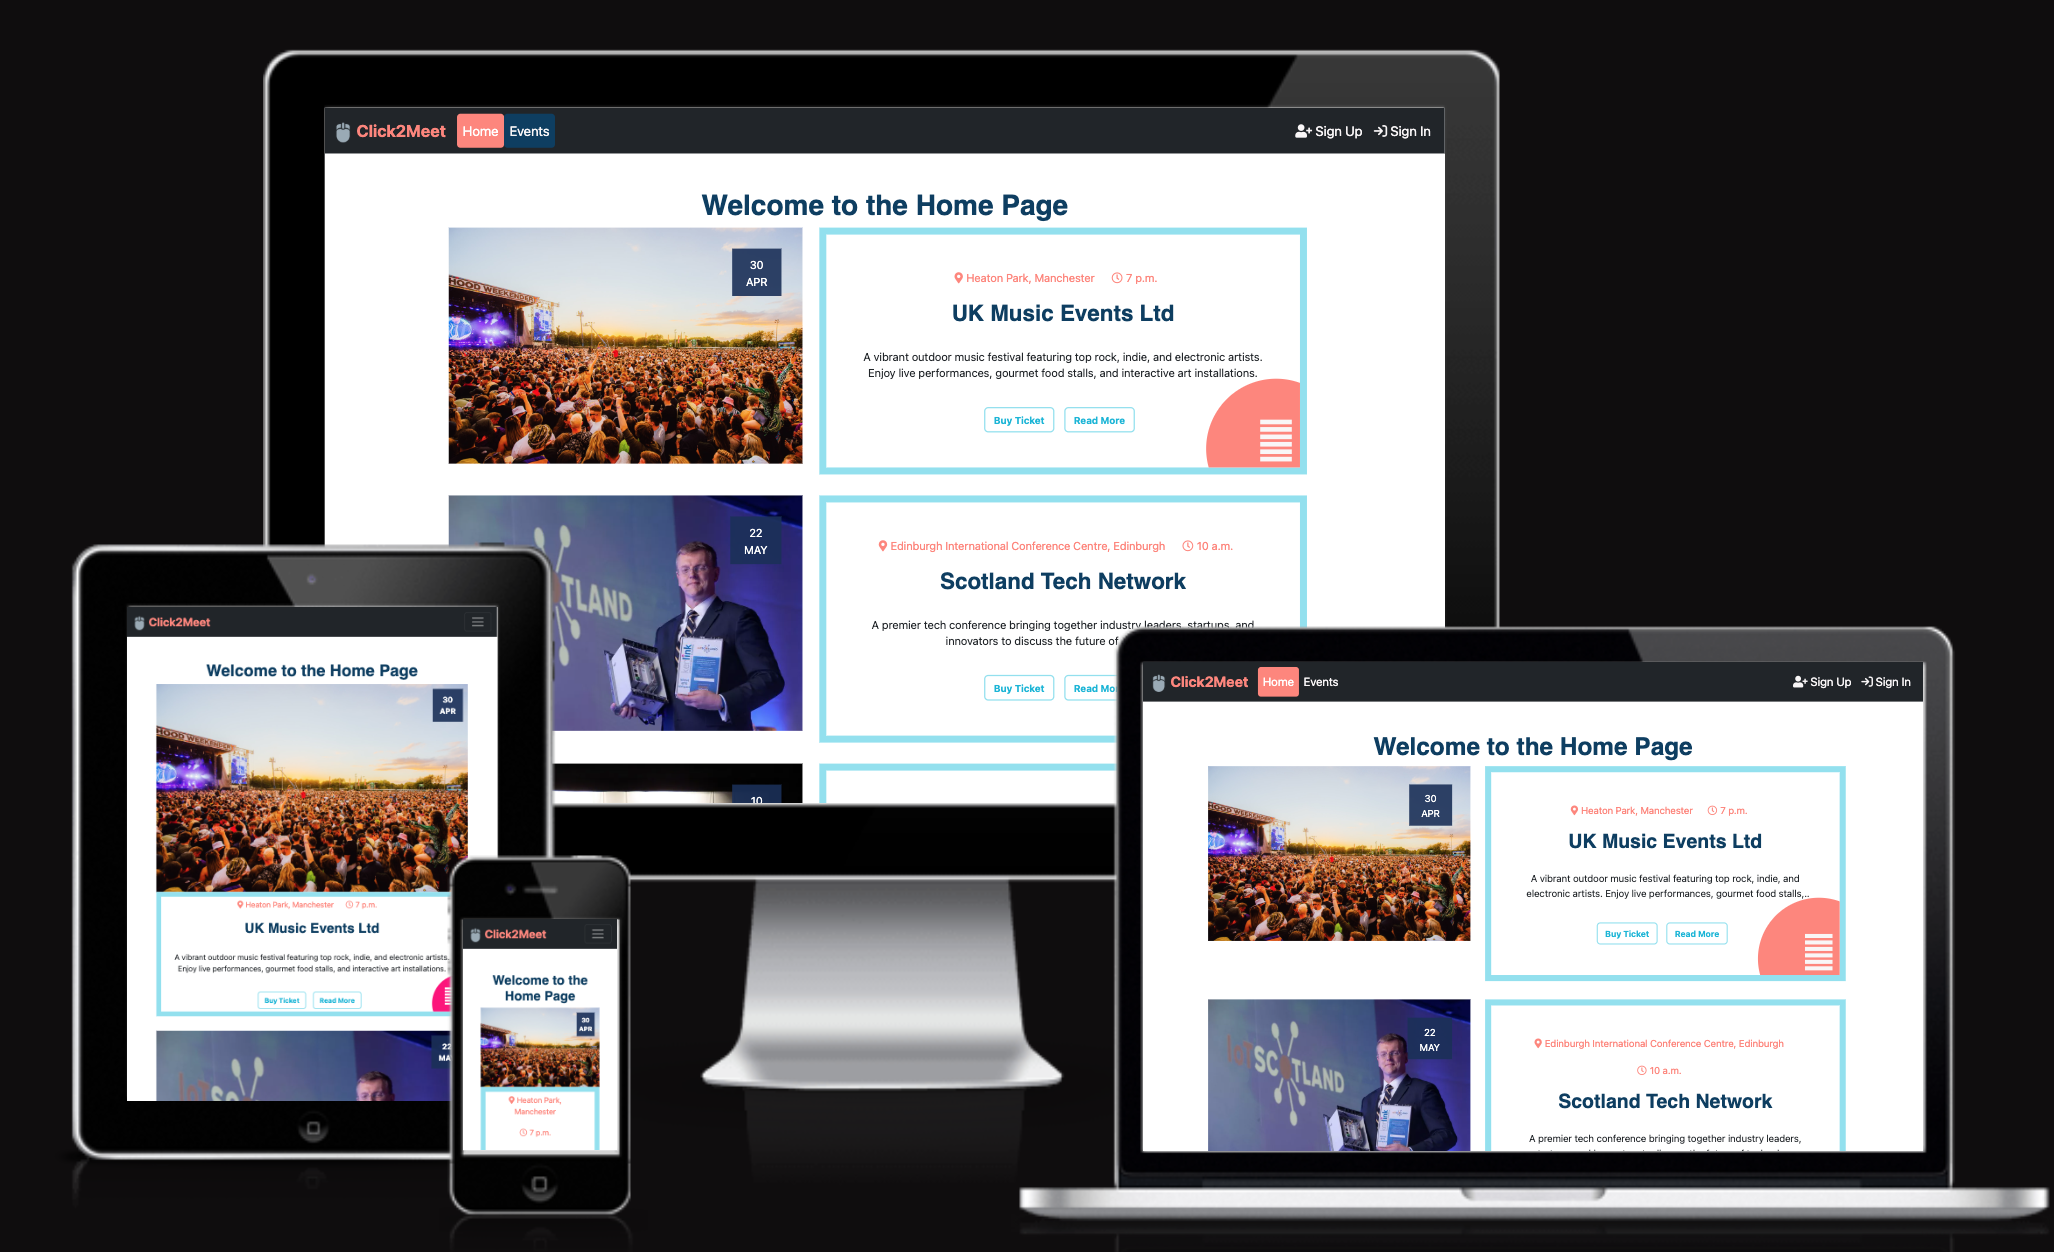 Click2Meet Home Events Sign Up Sign In
Welcome to the Home Page
HOOD WEEKENDER
30
APR
Heaton Park, Manchester 7 p.m.
UK Music Events Ltd
A vibrant outdoor music festival featuring top rock, indie, and electronic artists.
Enjoy live performances, gourmet food stalls, and interactive art installations.
Buy Ticket Read More
22
MAY
TLAND
Edinburgh International Conference Centre, Edinburgh 10 a.m.
Scotland Tech Network
A premier tech conference bringing together industry leaders, startups, and
innovators to discuss the future of
Buy Ticket Read Mo
10
Click2Meet
Welcome to the Home Page
HOOD WEEKENDER
30
APR
Heaton Park, Manchester 7 p.m.
UK Music Events Ltd
A vibrant outdoor music festival featuring top rock, indie, and electronic artists.
Enjoy live performances, gourmet food stalls, and interactive art installations.
Buy Ticket Read More
22
MA
Click2Meet
Welcome to the
Home Page
30
APR
Heaton Park,
Manchester
7 p.m.
Click2Meet Home Events Sign Up Sign In
Welcome to the Home Page
HOOD WEEKENDER
30
APR
Heaton Park, Manchester 7 p.m.
UK Music Events Ltd
A vibrant outdoor music festival featuring top rock, indie, and
electronic artists. Enjoy live performances, gourmet food stalls,...
Buy Ticket Read More
22
MAY
IoTSCOTLAND
Edinburgh International Conference Centre, Edinburgh
10 a.m.
Scotland Tech Network
A premier tech conference bringing together industry leaders,